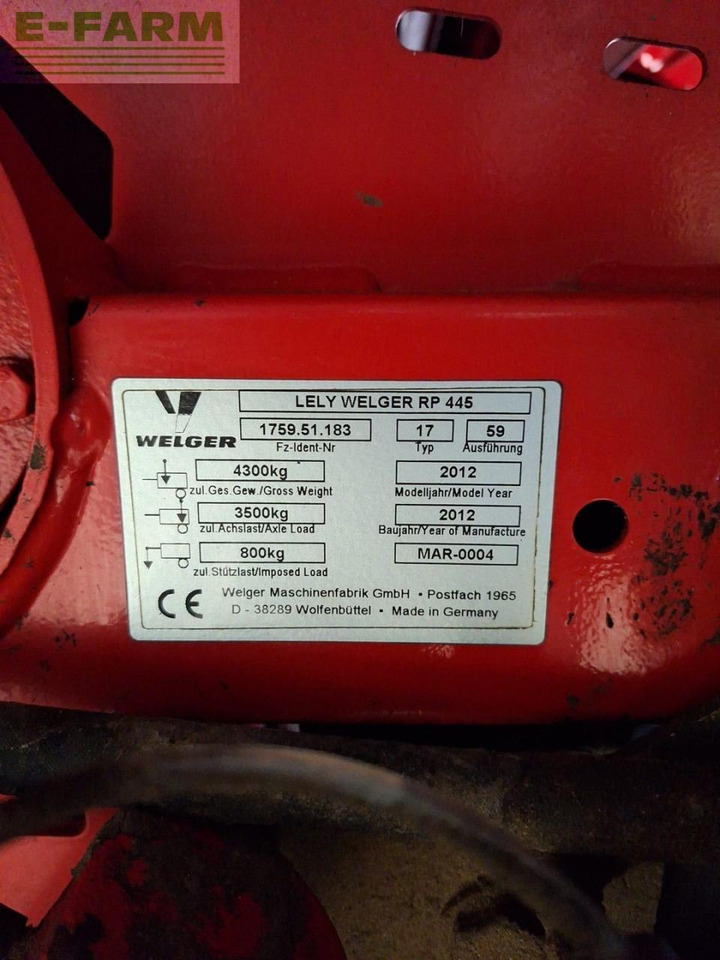 E-FARM
LELY WELGER RP 445
WELGER
1759.51.183 17 59
Fz-Ident-Nr Typ Ausführung
4300kg 2012
zul.Ges.Gew./Gross Weight Modelljahr/Model Year
3500kg 2012
zul.Achslast/Axle Load Baujahr/Year of Manufacture
800kg MAR-0004
zul.Stützlast/Imposed Load
CE Welger Maschinenfabrik GmbH • Postfach 1965
D - 38289 Wolfenbüttel • Made in Germany